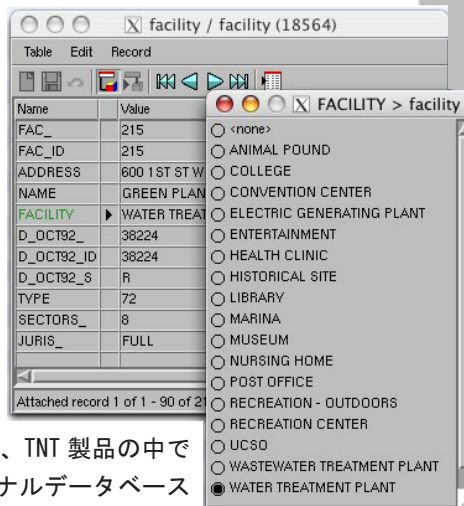 facility / facility (18564)
Table Edit Record
Name Value
FAC_ 215
FAC_ID 215
ADDRESS 600 1ST ST W
NAME GREEN PLAN
FACILITY WATER TREAT
D_OCT92_ 38224
D_OCT92_ID 38224
D_OCT92_S R
TYPE 72
SECTORS_ 8
JURIS_ FULL
Attached record 1 of 1 - 90 of 21
FACILITY > facility
<none>
ANIMAL POUND
COLLEGE
CONVENTION CENTER
ELECTRIC GENERATING PLANT
ENTERTAINMENT
HEALTH CLINIC
HISTORICAL SITE
LIBRARY
MARINA
MUSEUM
NURSING HOME
POST OFFICE
RECREATION - OUTDOORS
RECREATION CENTER
UCSO
WASTEWATER TREATMENT PLANT
WATER TREATMENT PLANT
、TNT 製品の中で
ナルデータベース